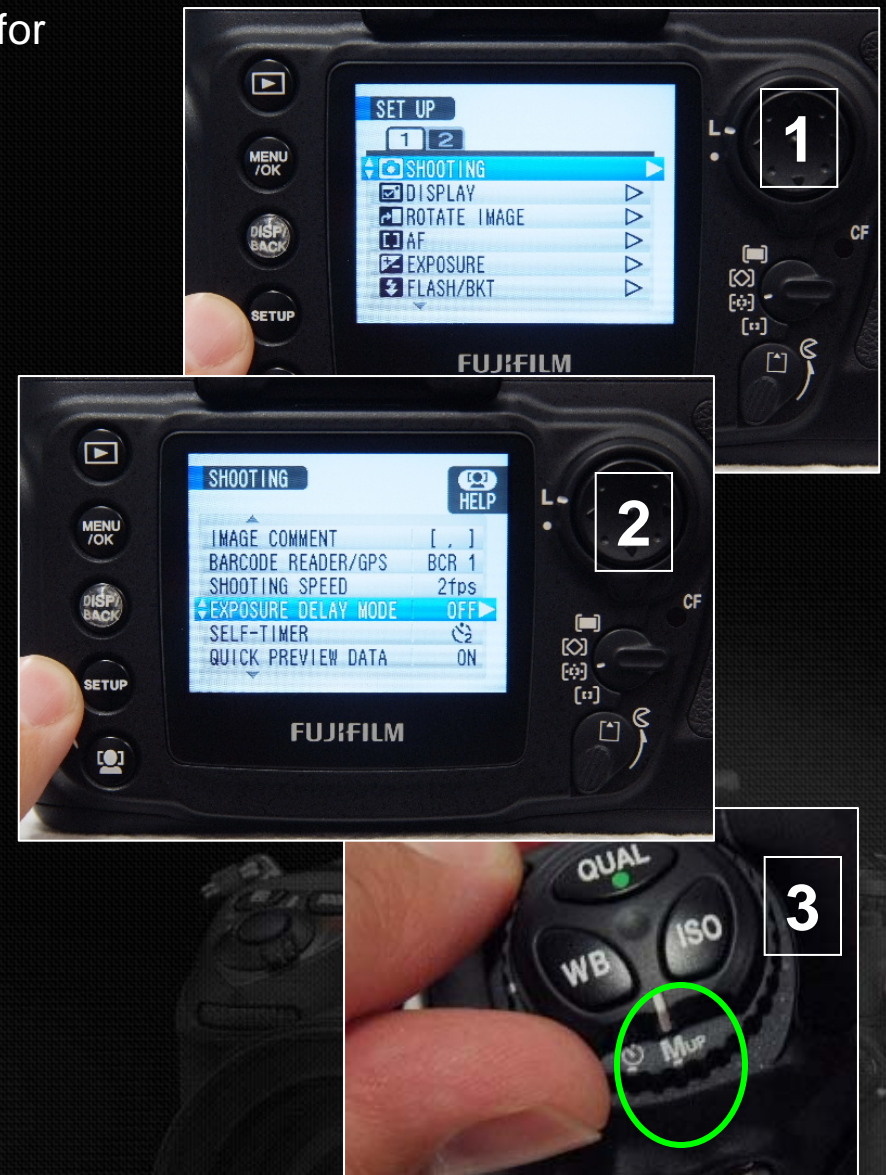 for
1
SET UP
1 2
SHOOTING
DISPLAY
ROTATE IMAGE
AF
EXPOSURE
FLASH/BKT
MENU
/OK
DISP/
BACK
SETUP
L
CF
FUJIFILM
2
SHOOTING
HELP
IMAGE COMMENT [ , ]
BARCODE READER/GPS BCR 1
SHOOTING SPEED 2fps
EXPOSURE DELAY MODE OFF
SELF-TIMER 2
QUICK PREVIEW DATA ON
MENU
/OK
DISP/
BACK
SETUP
L
CF
FUJIFILM
3
QUAL
WB ISO
MUP